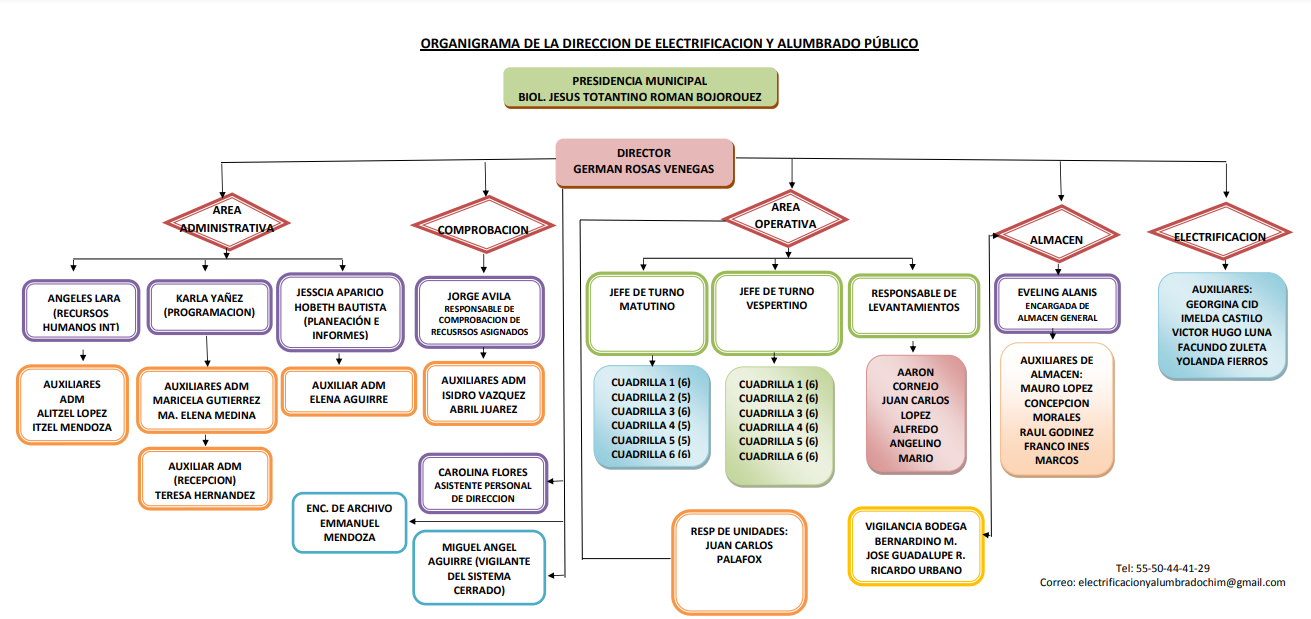 ORGANIGRAMA DE LA DIRECCION DE ELECTRIFICACION Y ALUMBRADO PÚBLICO
PRESIDENCIA MUNICIPAL
BIOL. JESUS TOTANTINO ROMAN BOJORQUEZ
DIRECTOR
GERMAN ROSAS VENEGAS
AREA
ADMINISTRATIVA
COMPROBACION
AREA
OPERATIVA
ALMACEN
ELECTRIFICACION
ANGELES LARA
(RECURSOS
HUMANOS INT)
KARLA YAÑEZ
(PROGRAMACION)
JESSCIA APARICIO
HOBETH BAUTISTA
(PLANEACIÓN E
INFORMES)
JORGE AVILA
RESPONSABLE DE
COMPROBACION DE
RECUSRSOS ASIGNADOS
JEFE DE TURNO
MATUTINO
JEFE DE TURNO
VESPERTINO
RESPONSABLE DE
LEVANTAMIENTOS
EVELING ALANIS
ENCARGADA DE
ALMACEN GENERAL
AUXILIARES:
GEORGINA CID
IMELDA CASTILO
VICTOR HUGO LUNA
FACUNDO ZULETA
YOLANDA FIERROS
AUXILIARES
ADM
ALITZEL LOPEZ
ITZEL MENDOZA
AUXILIARES ADM
MARICELA GUTIERREZ
MA. ELENA MEDINA
AUXILIAR ADM
ELENA AGUIRRE
AUXILIARES ADM
ISIDRO VAZQUEZ
ABRIL JUAREZ
CUADRILLA 1 (6)
CUADRILLA 2 (5)
CUADRILLA 3 (6)
CUADRILLA 4 (5)
CUADRILLA 5 (5)
CUADRILLA 6 (6)
CUADRILLA 1 (6)
CUADRILLA 2 (6)
CUADRILLA 3 (6)
CUADRILLA 4 (6)
CUADRILLA 5 (6)
CUADRILLA 6 (6)
AARON
CORNEJO
JUAN CARLOS
LOPEZ
ALFREDO
ANGELINO
MARIO
AUXILIARES DE
ALMACEN:
MAURO LOPEZ
CONCEPCION
MORALES
RAUL GODINEZ
FRANCO INES
MARCOS
AUXILIAR ADM
(RECEPCION)
TERESA HERNANDEZ
CAROLINA FLORES
ASISTENTE PERSONAL
DE DIRECCION
ENC. DE ARCHIVO
EMMANUEL
MENDOZA
MIGUEL ANGEL
AGUIRRE (VIGILANTE
DEL SISTEMA
CERRADO)
RESP DE UNIDADES:
JUAN CARLOS
PALAFOX
VIGILANCIA BODEGA
BERNARDINO M.
JOSE GUADALUPE R.
RICARDO URBANO
Tel: 55-50-44-41-29
Correo: electrificacionyalumbradochim@gmail.com